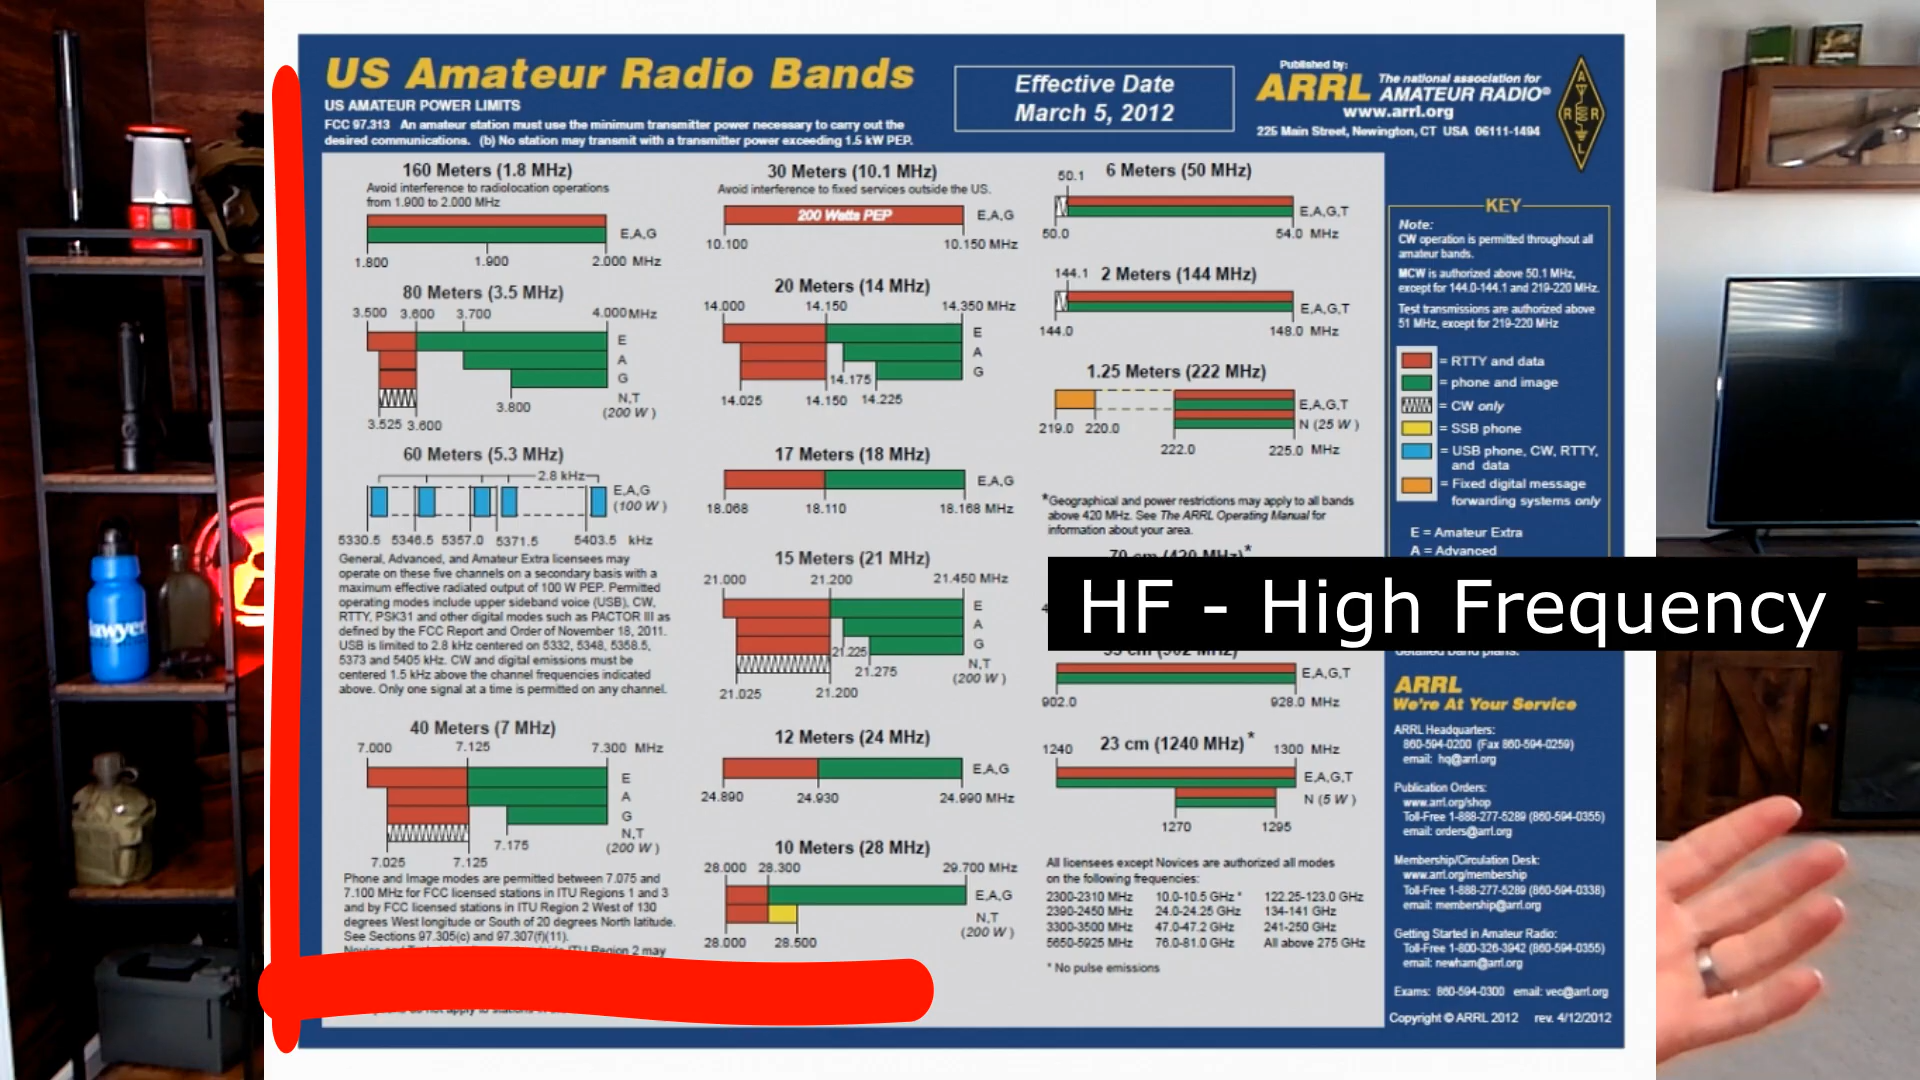 US Amateur Radio Bands
US AMATEUR POWER LIMITS
FCC 97.313 An amateur station must use the minimum transmitter power necessary to carry out the
desired communications. (b) No station may transmit with a transmitter power exceeding 1.5 kW PEP.
Effective Date
March 5, 2012
Published by:
ARRL The national association for
AMATEUR RADIO®
www.arrl.org
225 Main Street, Newington, CT USA 06111-1494
A
R R
L
160 Meters (1.8 MHz)
Avoid interference to radiolocation operations
from 1.900 to 2.000 MHz
E,A,G
1.800 1.900 2.000 MHz
80 Meters (3.5 MHz)
3.500 3.600 3.700 4.000 MHz
E
A
G
N,T
3.800 (200 W)
3.525 3.600
60 Meters (5.3 MHz)
2.8 kHz
E,A,G
(100 W)
5330.5 5346.5 5357.0 5371.5 5403.5 kHz
General, Advanced, and Amateur Extra licensees may
operate on these five channels on a secondary basis with a
maximum effective radiated output of 100 W PEP. Permitted
operating modes include upper sideband voice (USB), CW,
RTTY, PSK31 and other digital modes such as PACTOR III as
defined by the FCC Report and Order of November 18, 2011.
USB is limited to 2.8 kHz centered on 5332, 5348, 5358.5,
5373 and 5405 kHz. CW and digital emissions must be
centered 1.5 kHz above the channel frequencies indicated
above. Only one signal at a time is permitted on any channel.
40 Meters (7 MHz)
7.000 7.125 7.300 MHz
E
A
G
N,T
7.175 (200 W)
7.025 7.125
Phone and Image modes are permitted between 7.075 and
7.100 MHz for FCC licensed stations in ITU Regions 1 and 3
and by FCC licensed stations in ITU Region 2 West of 130
degrees West longitude or South of 20 degrees North latitude.
See Sections 97.305(c) and 97.307(f)(11).
ITU Region 2 may
not apply to stations
30 Meters (10.1 MHz)
Avoid interference to fixed services outside the US.
200 Watts PEP E,A,G
10.100 10.150 MHz
20 Meters (14 MHz)
14.000 14.150 14.350 MHz
E
A
G
14.175
14.025 14.150 14.225
17 Meters (18 MHz)
E,A,G
18.068 18.110 18.168 MHz
15 Meters (21 MHz)
21.000 21.200 21.450 MHz
E
A
G
21.225
N,T
21.275 (200 W)
21.025 21.200
12 Meters (24 MHz)
E,A,G
24.890 24.930 24.990 MHz
10 Meters (28 MHz)
28.000 28.300 29.700 MHz
E,A,G
N,T
(200 W)
28.000 28.500
6 Meters (50 MHz)
50.1
E,A,G,T
50.0 54.0 MHz
2 Meters (144 MHz)
144.1
E,A,G,T
144.0 148.0 MHz
1.25 Meters (222 MHz)
E,A,G,T
N (25 W)
219.0 220.0
222.0 225.0 MHz
*Geographical and power restrictions may apply to all bands
above 420 MHz. See The ARRL Operating Manual for
information about your area.
70 cm (420 MHz)*
HF - High Frequency
33 cm (902 MHz)
E,A,G,T
902.0 928.0 MHz
23 cm (1240 MHz)*
1240 1300 MHz
E,A,G,T
N (5 W)
1270 1295
All licensees except Novices are authorized all modes
on the following frequencies:
2300-2310 MHz 10.0-10.5 GHz * 122.25-123.0 GHz
2390-2450 MHz 24.0-24.25 GHz 134-141 GHz
3300-3500 MHz 47.0-47.2 GHz 241-250 GHz
5650-5925 MHz 76.0-81.0 GHz All above 275 GHz
* No pulse emissions
KEY
Note:
CW operation is permitted throughout all
amateur bands.
MCW is authorized above 50.1 MHz,
except for 144.0-144.1 and 219-220 MHz.
Test transmissions are authorized above
51 MHz, except for 219-220 MHz
= RTTY and data
= phone and image
= CW only
= SSB phone
= USB phone, CW, RTTY,
and data
= Fixed digital message
forwarding systems only
E = Amateur Extra
A = Advanced
detailed band plans.
ARRL
We're At Your Service
ARRL Headquarters:
860-594-0200 (Fax 860-594-0259)
email: hq@arrl.org
Publication Orders:
www.arrl.org/shop
Toll-Free 1-888-277-5289 (860-594-0355)
email: orders@arrl.org
Membership/Circulation Desk:
www.arrl.org/membership
Toll-Free 1-888-277-5289 (860-594-0338)
email: membership@arrl.org
Getting Started in Amateur Radio:
Toll-Free 1-800-326-3942 (860-594-0355)
email: newham@arrl.org
Exams: 860-594-0300 email: vec@arrl.org
Copyright © ARRL 2012 rev. 4/12/2012